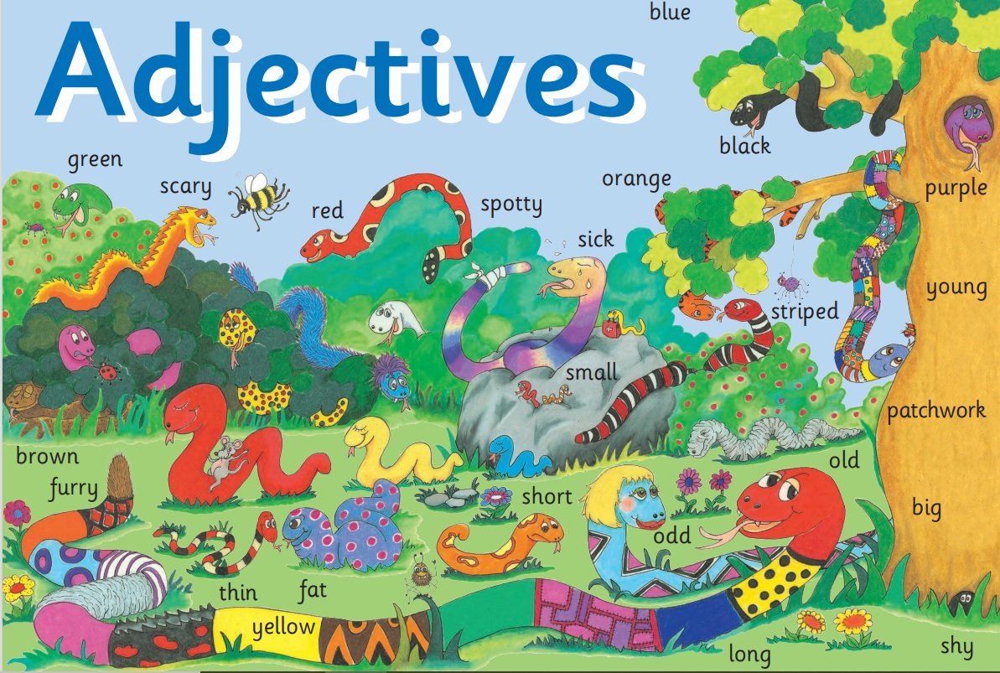 blue
Adjectives
black
green
scary
orange
purple
red
spotty
sick
young
striped
small
patchwork
brown
old
furry
short
big
odd
thin
fat
yellow
long
shy